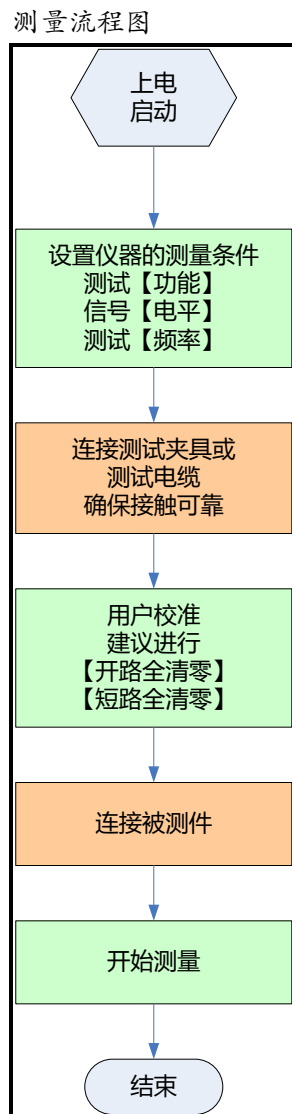 测量流程图
上电
启动
设置仪器的测量条件
测试【功能】
信号【电平】
测试【频率】
连接测试夹具或
测试电缆
确保接触可靠
用户校准
建议进行
【开路全清零】
【短路全清零】
连接被测件
开始测量
结束